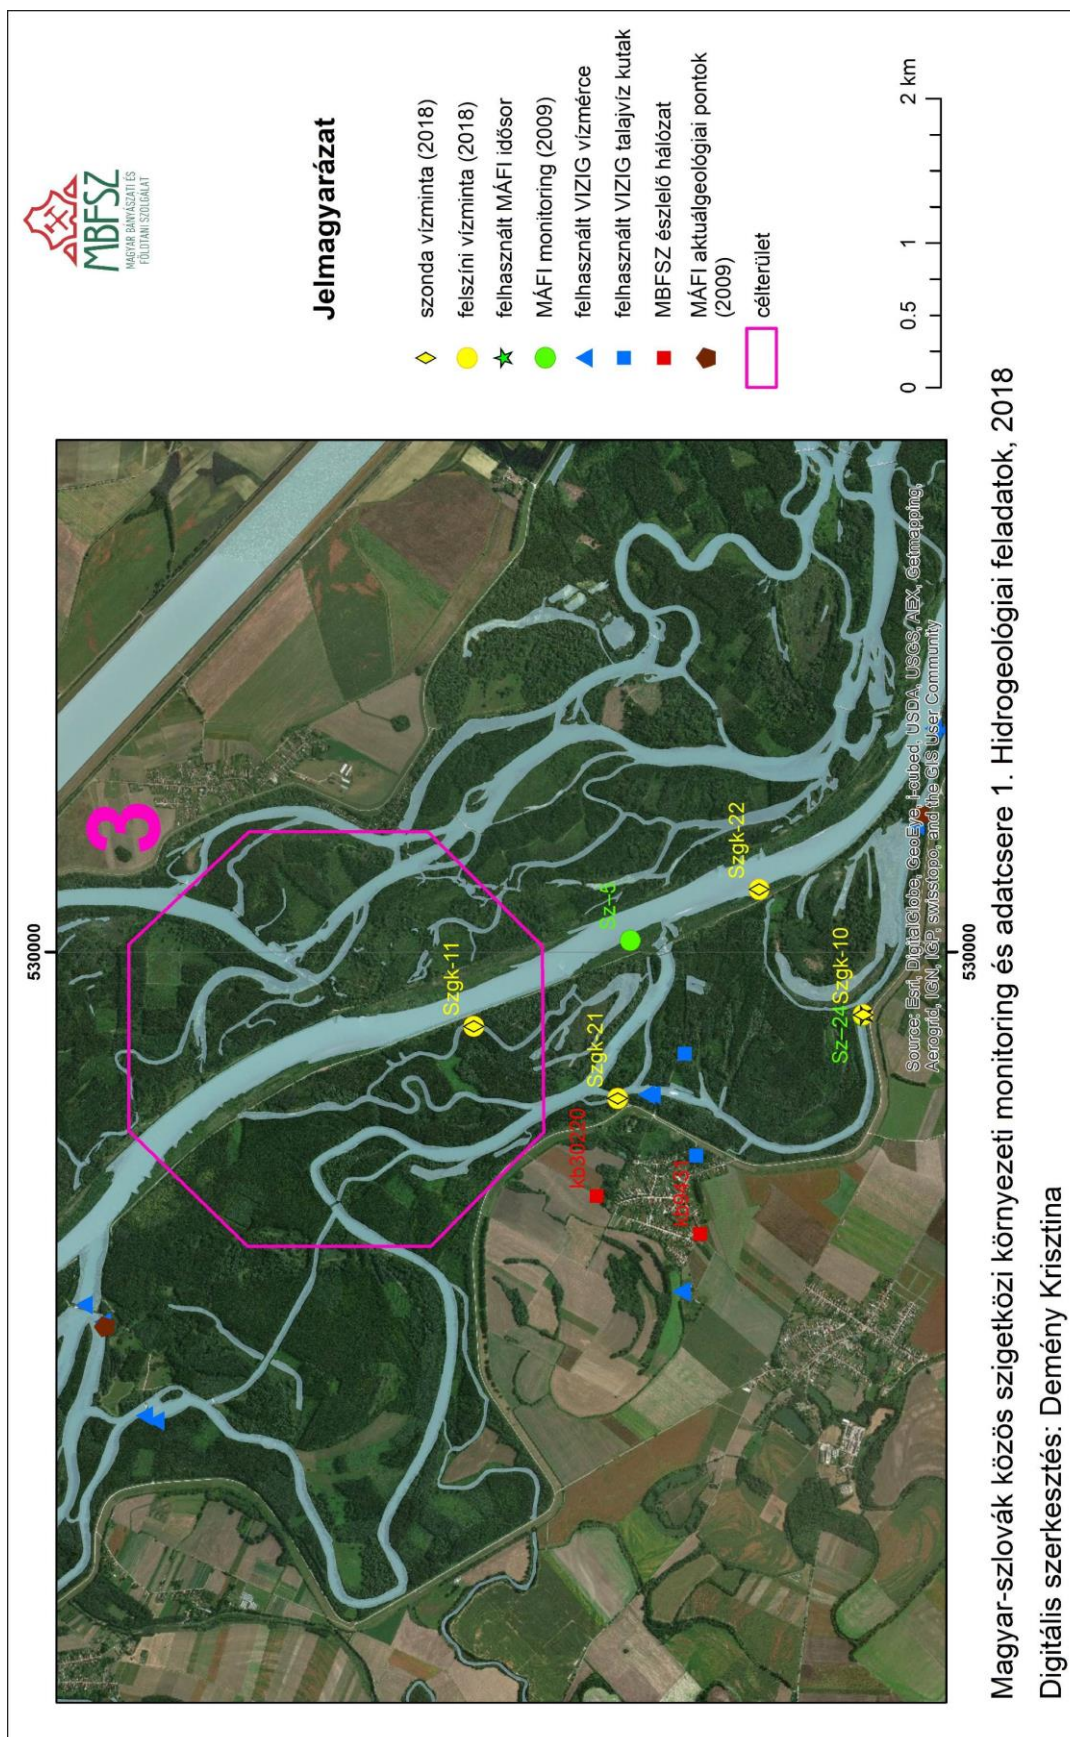 MBFSZ
MAGYAR BÁNYÁSZATI ÉS
FÖLDTANI SZOLGÁLAT
Jelmagyarázat
szonda vízminta (2018)
felszíni vízminta (2018)
felhasznált MÁFI idősor
MÁFI monitoring (2009)
felhasznált VIZIG vízmérce
felhasznált VIZIG talajvíz kutak
MBFSZ észlelő hálózat
MÁFI aktuálgeológiai pontok
(2009)
célterület
0 0.5 1 2 km
530000
3
Szgk-11
Sz-5
Szgk-22
Szgk-21
kb30220
kb9421
Sz-24
Szgk-10
Source: Esri, DigitalGlobe, GeoEye, i-cubed, USDA, USGS, AEX, Getmapping,
Aerogrid, IGN, IGP, swisstopo, and the GIS User Community
530000
Magyar-szlovák közös szigetközi környezeti monitoring és adatcsere 1. Hidrogeológiai feladatok, 2018
Digitális szerkesztés: Demény Krisztina